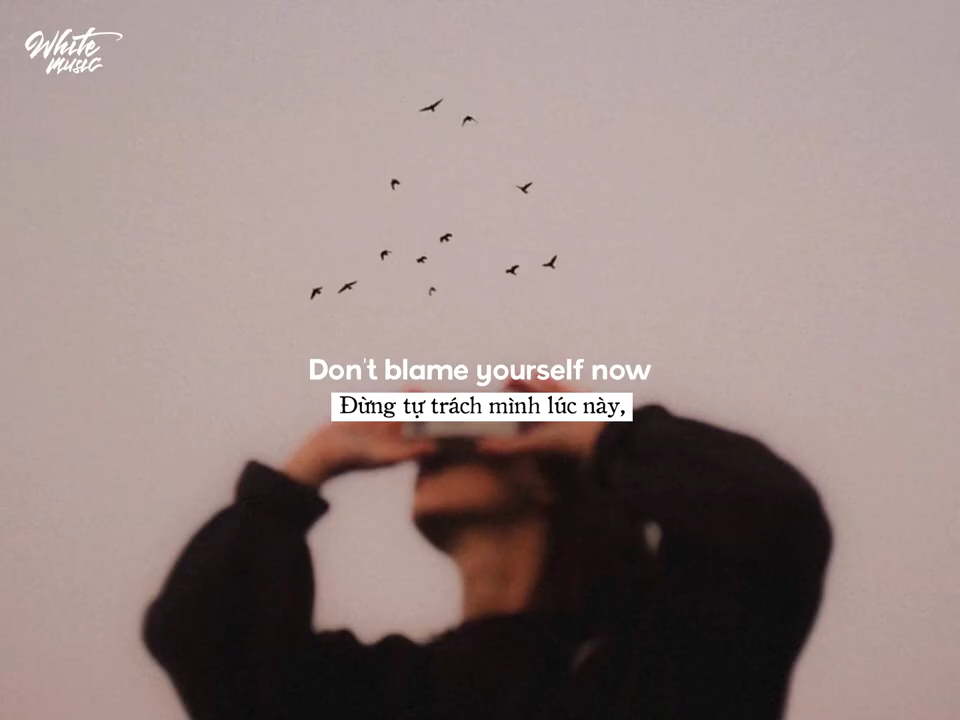 White
MUSIC
Don't blame yourself now
Đừng tự trách mình lúc này,